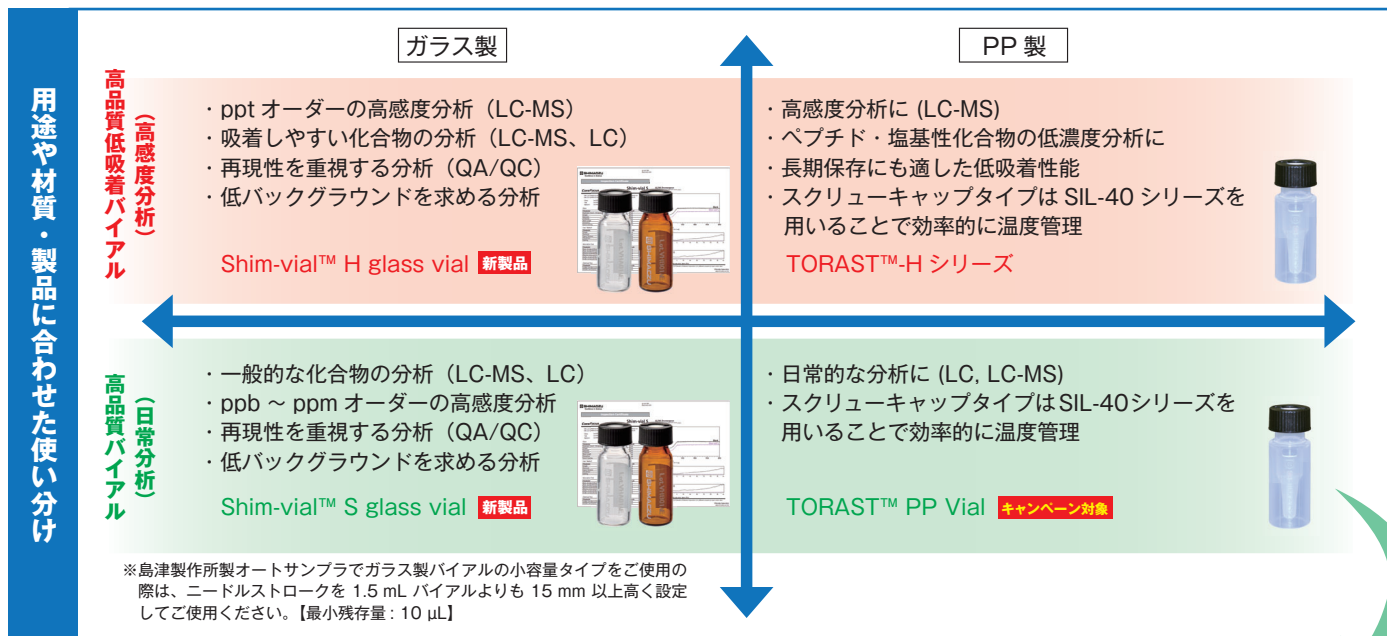 用途や材質・製品に合わせた使い分け
ガラス製
PP 製
高品質低吸着バイアル
（高感度分析）
・ppt オーダーの高感度分析（LC-MS）
・吸着しやすい化合物の分析（LC-MS、LC）
・再現性を重視する分析（QA/QC）
・低バックグラウンドを求める分析
Shim-vial™ H glass vial 新製品
・高感度分析に (LC-MS)
・ペプチド・塩基性化合物の低濃度分析に
・長期保存にも適した低吸着性能
・スクリューキャップタイプは SIL-40 シリーズを
用いることで効率的に温度管理
TORAST™-H シリーズ
高品質バイアル
（日常分析）
・一般的な化合物の分析（LC-MS、LC）
・ppb ～ ppm オーダーの高感度分析
・再現性を重視する分析（QA/QC）
・低バックグラウンドを求める分析
Shim-vial™ S glass vial 新製品
・日常的な分析に (LC, LC-MS)
・スクリューキャップタイプはSIL-40シリーズを
用いることで効率的に温度管理
TORAST™ PP Vial キャンペーン対象
※島津製作所製オートサンプラでガラス製バイアルの小容量タイプをご使用の
際は、ニードルストロークを 1.5 mL バイアルよりも 15 mm 以上高く設定
してご使用ください。【最小残存量 : 10 µL】